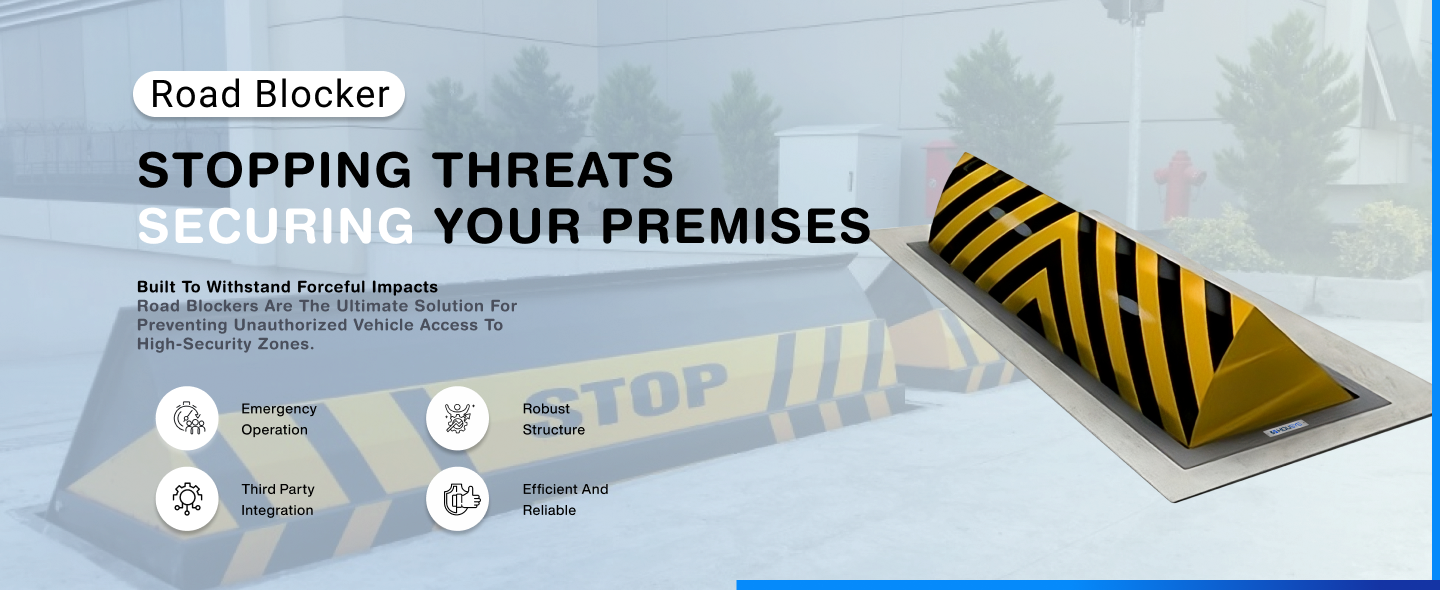 Road Blocker
STOPPING THREATS
SECURING YOUR PREMISES
Built To Withstand Forceful Impacts
Road Blockers Are The Ultimate Solution For
Preventing Unauthorized Vehicle Access To
High-Security Zones.
STOP
Emergency
Operation
Robust
Structure
Third Party
Integration
Efficient And
Reliable